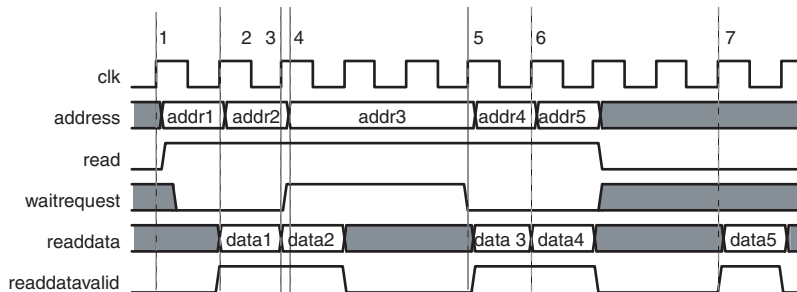 1 2 3 4 5 6 7
clk
address addr1 addr2 addr3 addr4 addr5
read
waitrequest
readdata data1 data2 data 3 data4 data5
readdatavalid